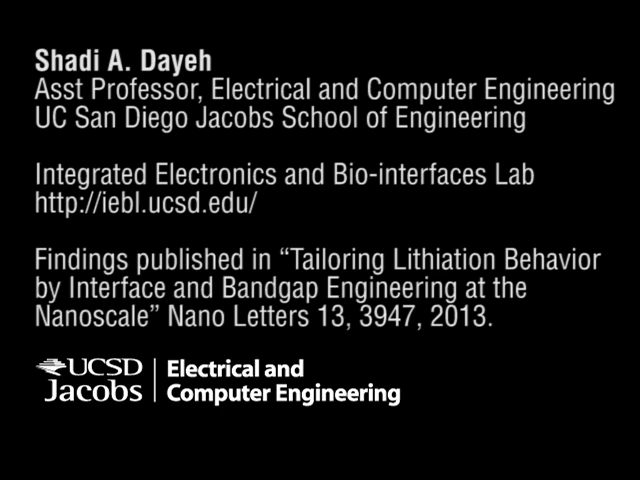 Shadi A. Dayeh
Asst Professor, Electrical and Computer Engineering
UC San Diego Jacobs School of Engineering
Integrated Electronics and Bio-interfaces Lab
http://iebl.ucsd.edu/
Findings published in “Tailoring Lithiation Behavior
by Interface and Bandgap Engineering at the
Nanoscale” Nano Letters 13, 3947, 2013.
UCSD
Jacobs
Electrical and
Computer Engineering